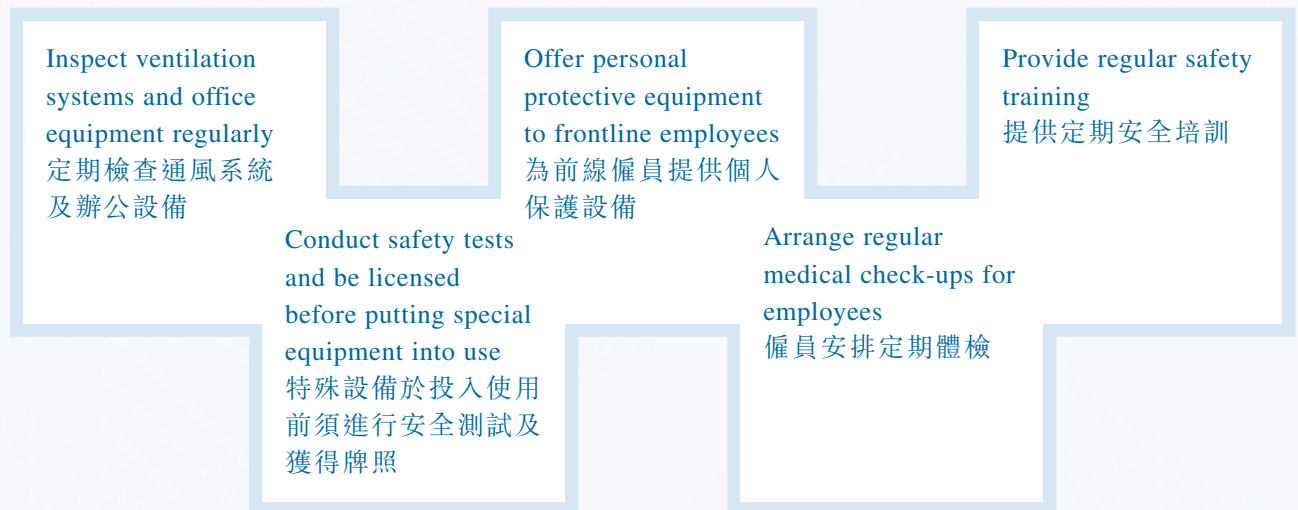 Inspect ventilation
systems and office
equipment regularly
定期檢查通風系統
及辦公設備
Conduct safety tests
and be licensed
before putting special
equipment into use
特殊設備於投入使用
前須進行安全測試及
獲得牌照
Offer personal
protective equipment
to frontline employees
為前線僱員提供個人
保護設備
Arrange regular
medical check-ups for
employees
僱員安排定期體檢
Provide regular safety
training
提供定期安全培訓